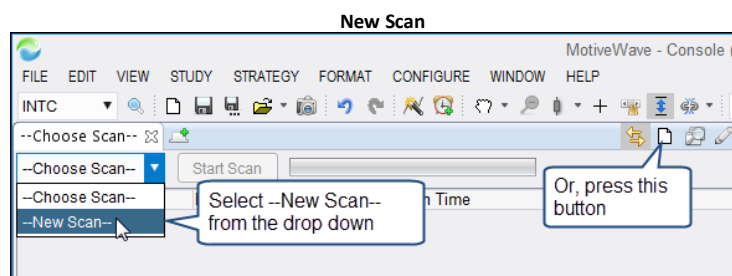 New Scan
MotiveWave - Console (
FILE EDIT VIEW STUDY STRATEGY FORMAT CONFIGURE WINDOW HELP
INTC
--Choose Scan--
--Choose Scan-- Start Scan
--Choose Scan--
--New Scan--
Select --New Scan--
from the drop down
Time
Or, press this
button